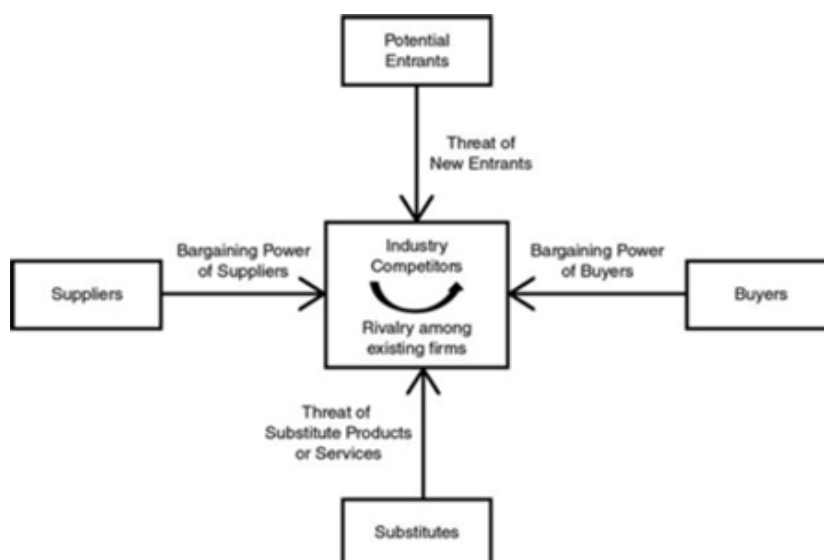 Potential
Entrants
Threat of
New Entrants
Bargaining Power
of Suppliers
Industry
Competitors
Bargaining Power
of Buyers
Suppliers
Buyers
Rivalry among
existing firms
Threat of
Substitute Products
or Services
Substitutes